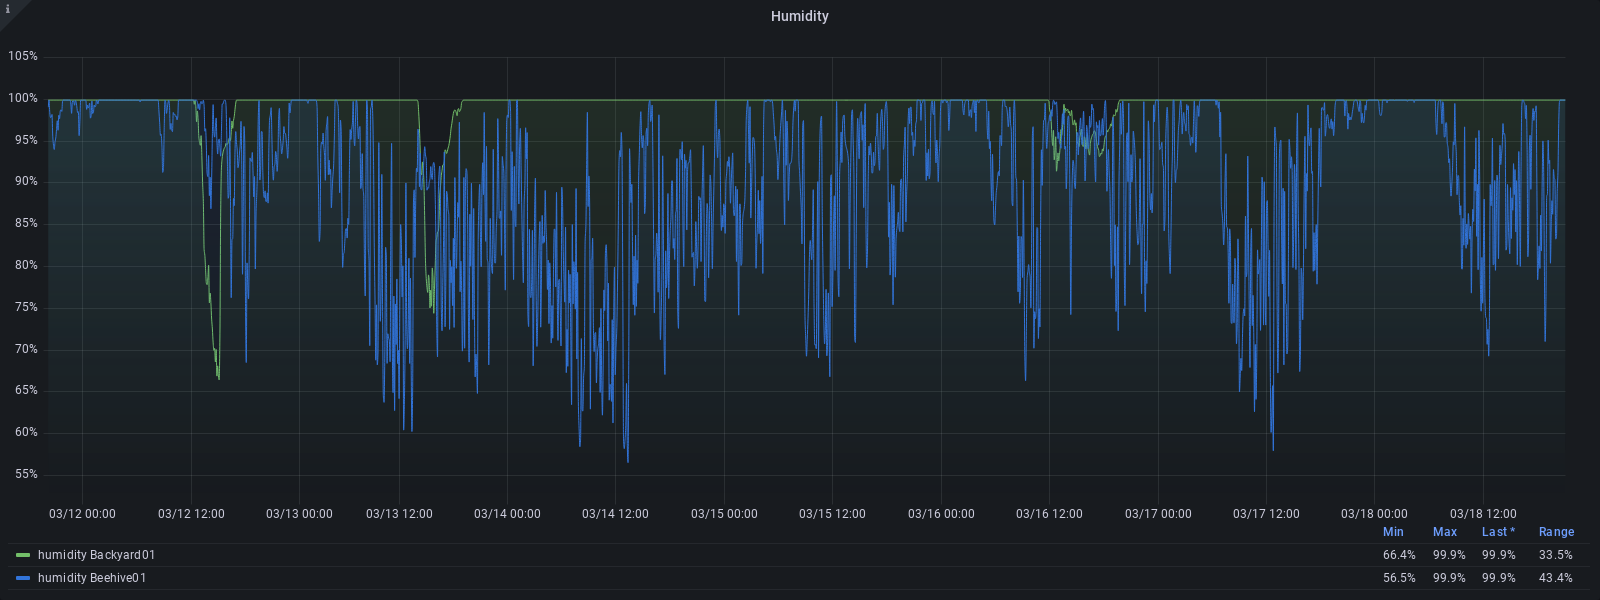 i
Humidity
105%
100%
95%
90%
85%
80%
75%
70%
65%
60%
55%
03/12 00:00 03/12 12:00 03/13 00:00 03/13 12:00 03/14 00:00 03/14 12:00 03/15 00:00 03/15 12:00 03/16 00:00 03/16 12:00 03/17 00:00 03/17 12:00 03/18 00:00 03/18 12:00
Min Max Last * Range
humidity Backyard01 66.4% 99.9% 99.9% 33.5%
humidity Beehive01 56.5% 99.9% 99.9% 43.4%